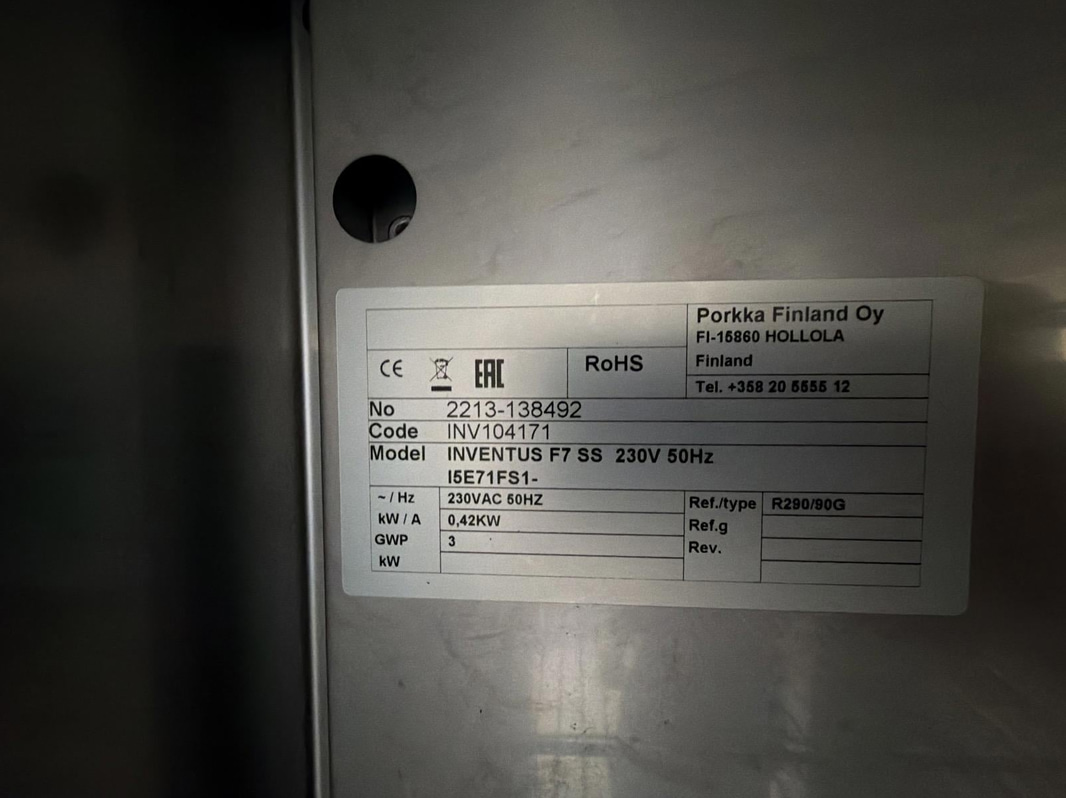 Porkka Finland Oy
FI-15860 HOLLOLA
Finland
Tel. +358 20 5555 12
CE EAC RoHS
No 2213-138492
Code INV104171
Model INVENTUS F7 SS 230V 50Hz
I5E71FS1-
~ / Hz 230VAC 50HZ
kW / A 0,42KW
GWP 3
kW
Ref./type R290/90G
Ref.g
Rev.